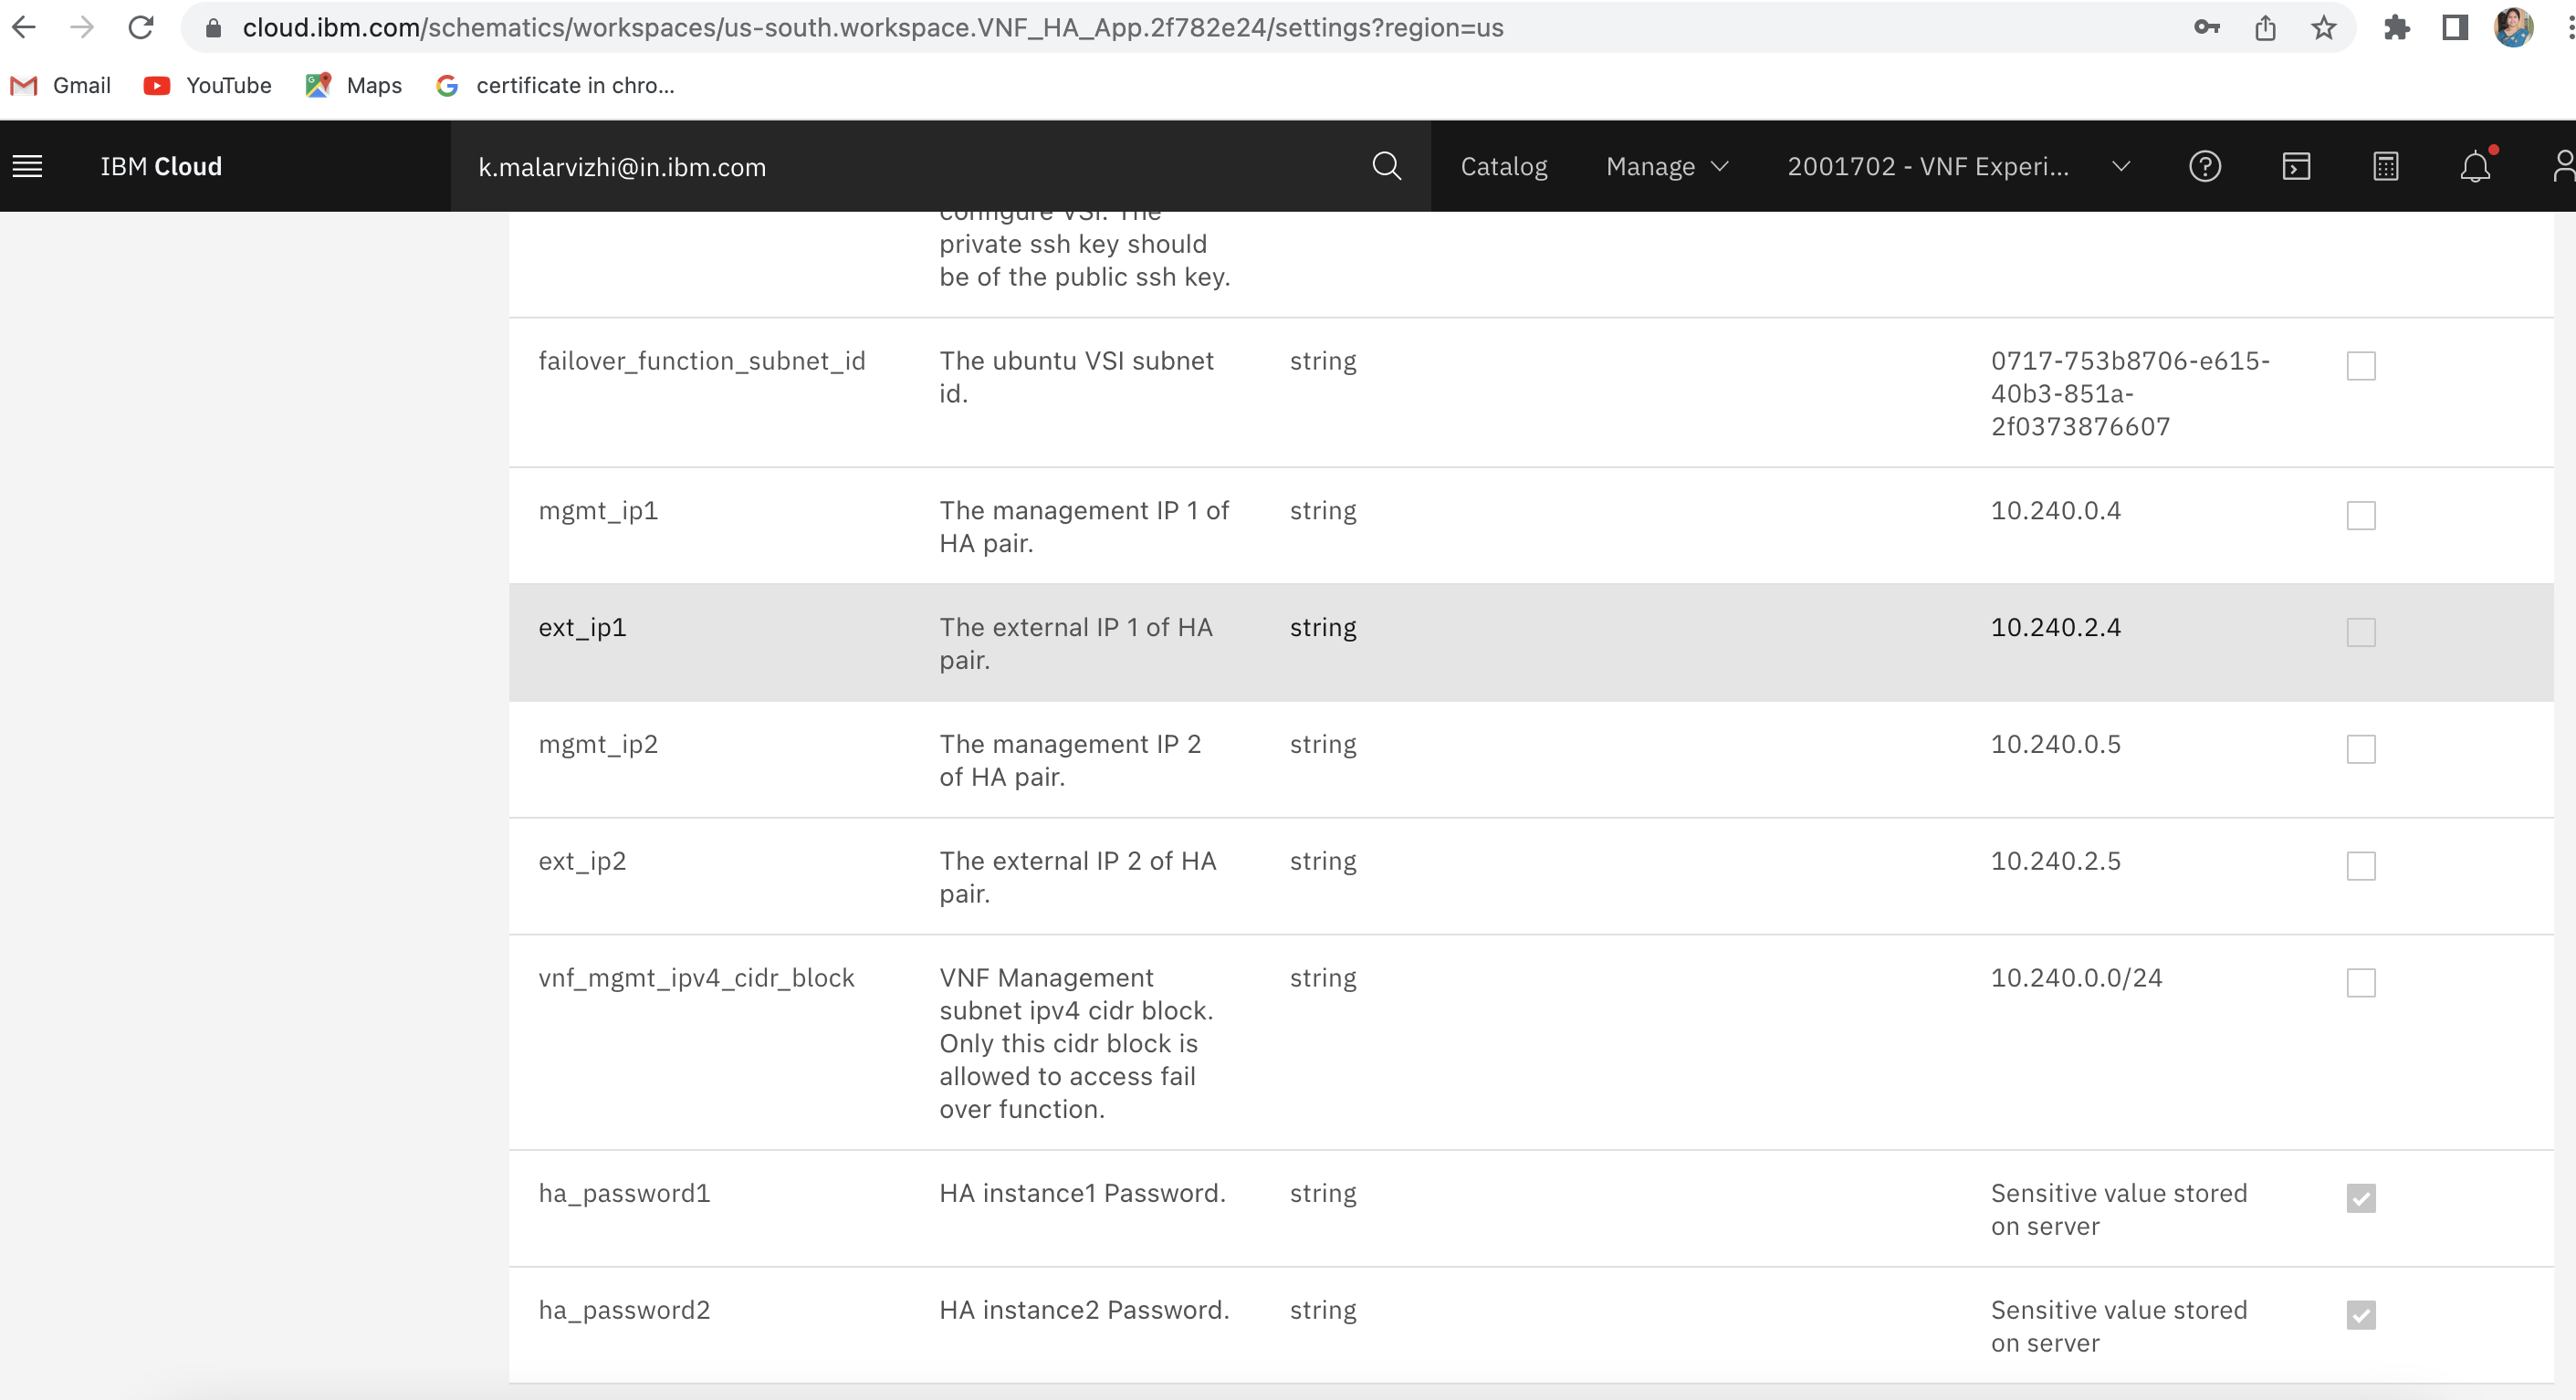 cloud.ibm.com/schematics/workspaces/us-south.workspace.VNF_HA_App.2f782e24/settings?region=us
Gmail YouTube Maps certificate in chro...
IBM Cloud k.malarvizhi@in.ibm.com Catalog Manage 2001702 - VNF Experi...
configure VSI. The
private ssh key should
be of the public ssh key.
failover_function_subnet_id The ubuntu VSI subnet string 0717-753b8706-e615-
id. 40b3-851a-
2f0373876607
mgmt_ip1 The management IP 1 of string 10.240.0.4
HA pair.
ext_ip1 The external IP 1 of HA string 10.240.2.4
pair.
mgmt_ip2 The management IP 2 string 10.240.0.5
of HA pair.
ext_ip2 The external IP 2 of HA string 10.240.2.5
pair.
vnf_mgmt_ipv4_cidr_block VNF Management string 10.240.0.0/24
subnet ipv4 cidr block.
Only this cidr block is
allowed to access fail
over function.
ha_password1 HA instance1 Password. string Sensitive value stored
on server
ha_password2 HA instance2 Password. string Sensitive value stored
on server